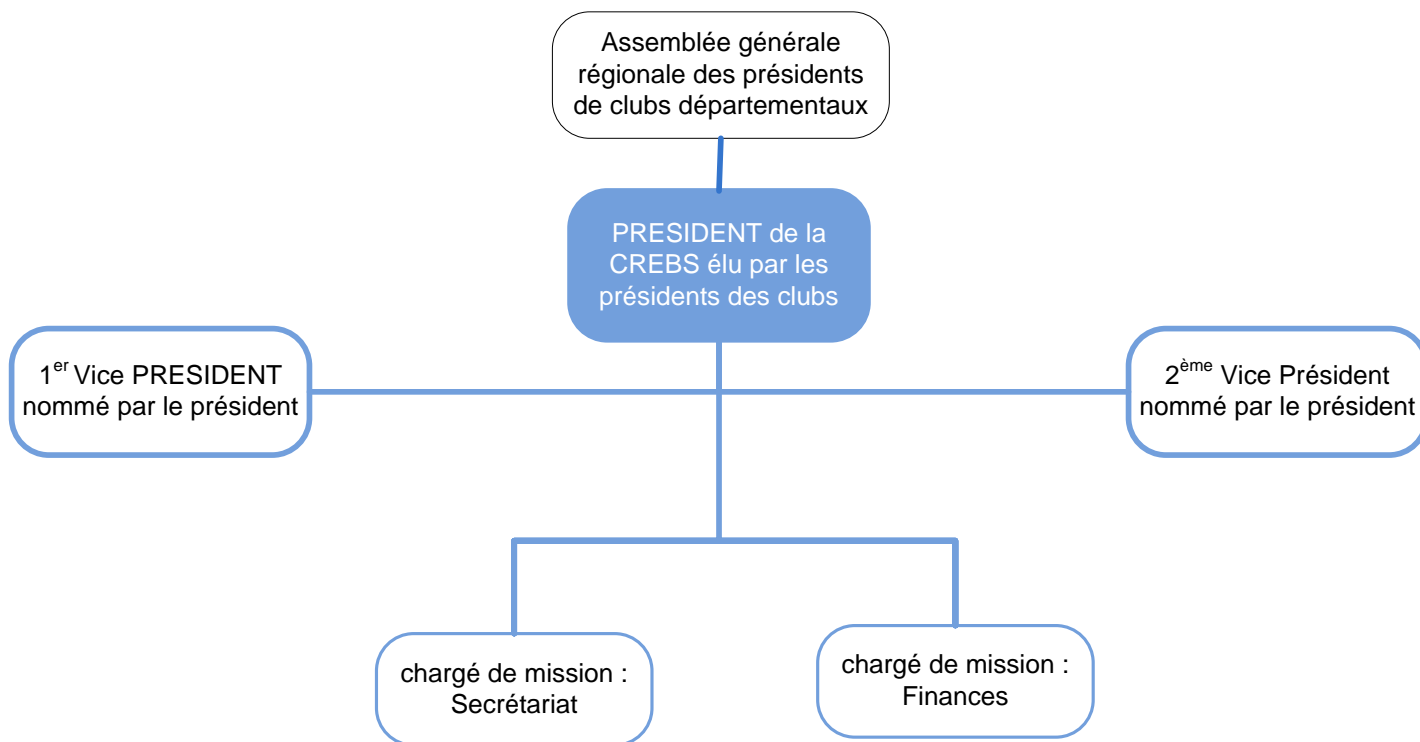 Assemblée générale
régionale des présidents
de clubs départementaux
PRESIDENT de la
CREBS élu par les
présidents des clubs
1er Vice PRESIDENT
nommé par le président
2ème Vice Président
nommé par le président
chargé de mission :
Secrétariat
chargé de mission :
Finances